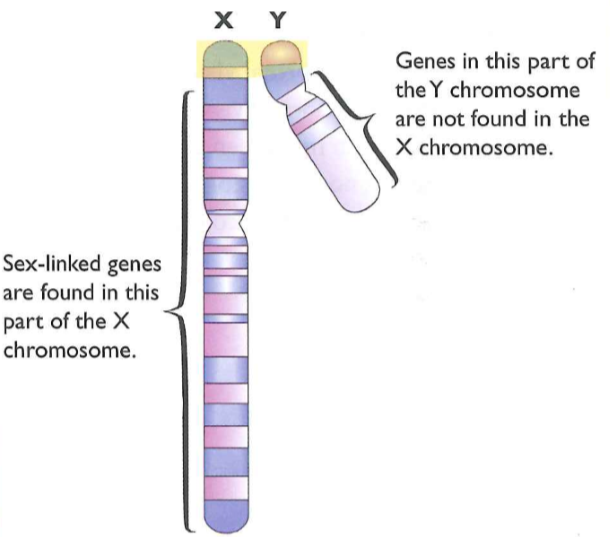 X Y
Genes in this part of
the Y chromosome
are not found in the
X chromosome.
Sex-linked genes
are found in this
part of the X
chromosome.